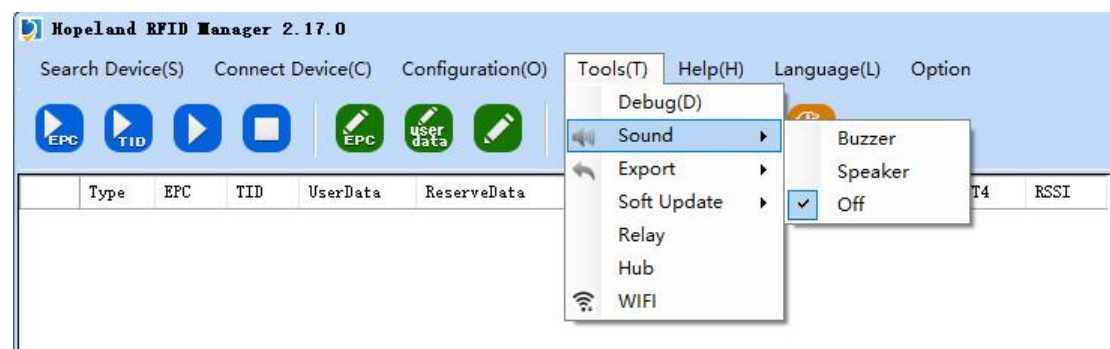 Hopeland RFID Manager 2.17.0
Search Device(S) Connect Device(C) Configuration(O) Tools(T) Help(H) Language(L) Option
EPC TID EPC user data
Debug(D)
Sound
Buzzer
Export
Speaker
Soft Update
Off
Relay
Hub
WIFI
Type EPC TID UserData ReserveData T4 RSSI